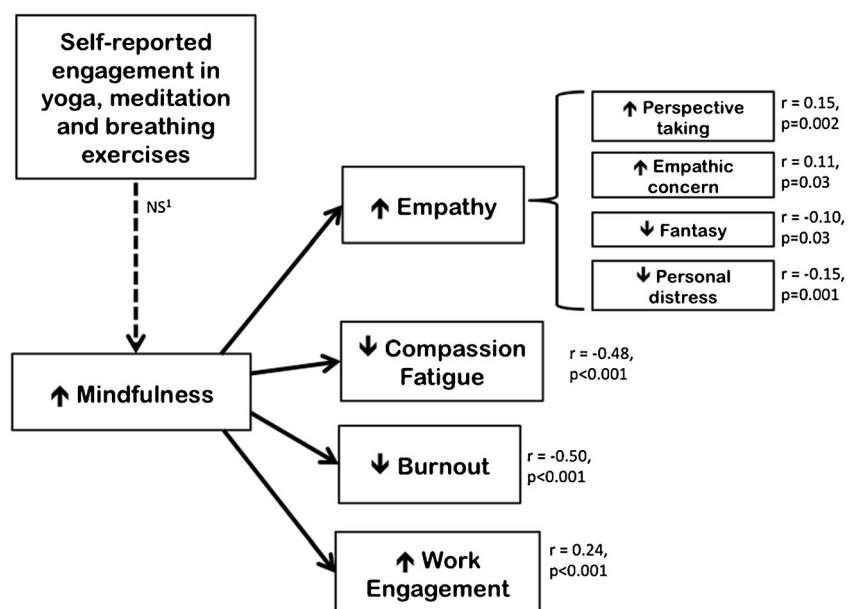 Self-reported
engagement in
yoga, meditation
and breathing
exercises
NS¹
↑ Mindfulness
↑ Empathy
↑ Perspective
taking
r = 0.15,
p=0.002
↑ Empathic
concern
r = 0.11,
p=0.03
↓ Fantasy
r = -0.10,
p=0.03
↓ Personal
distress
r = -0.15,
p=0.001
↓ Compassion
Fatigue
r = -0.48,
p<0.001
↓ Burnout
r = -0.50,
p<0.001
↑ Work
Engagement
r = 0.24,
p<0.001